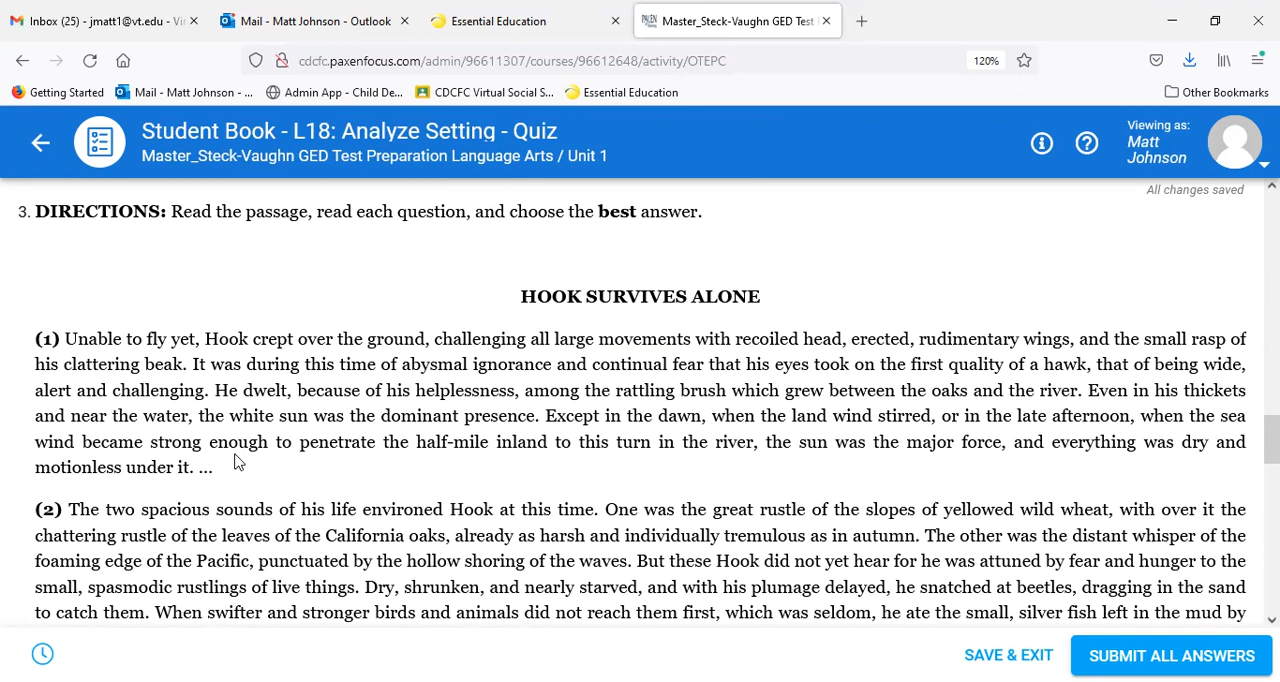 Inbox (25) - jmatt1@vt.edu - Vi
Mail - Matt Johnson - Outlook
Essential Education
Master_Steck-Vaughn GED Test
cdcfc.paxenfocus.com/admin/96611307/courses/96612648/activity/OTEPC
120%
Getting Started
Mail - Matt Johnson - ...
Admin App - Child De...
CDCFC Virtual Social S...
Essential Education
Other Bookmarks
Student Book - L18: Analyze Setting - Quiz
Master_Steck-Vaughn GED Test Preparation Language Arts / Unit 1
Viewing as:
Matt
Johnson
All changes saved
3. DIRECTIONS: Read the passage, read each question, and choose the best answer.
HOOK SURVIVES ALONE
(1) Unable to fly yet, Hook crept over the ground, challenging all large movements with recoiled head, erected, rudimentary wings, and the small rasp of
his clattering beak. It was during this time of abysmal ignorance and continual fear that his eyes took on the first quality of a hawk, that of being wide,
alert and challenging. He dwelt, because of his helplessness, among the rattling brush which grew between the oaks and the river. Even in his thickets
and near the water, the white sun was the dominant presence. Except in the dawn, when the land wind stirred, or in the late afternoon, when the sea
wind became strong enough to penetrate the half-mile inland to this turn in the river, the sun was the major force, and everything was dry and
motionless under it. ...
(2) The two spacious sounds of his life environed Hook at this time. One was the great rustle of the slopes of yellowed wild wheat, with over it the
chattering rustle of the leaves of the California oaks, already as harsh and individually tremulous as in autumn. The other was the distant whisper of the
foaming edge of the Pacific, punctuated by the hollow shoring of the waves. But these Hook did not yet hear for he was attuned by fear and hunger to the
small, spasmodic rustlings of live things. Dry, shrunken, and nearly starved, and with his plumage delayed, he snatched at beetles, dragging in the sand
to catch them. When swifter and stronger birds and animals did not reach them first, which was seldom, he ate the small, silver fish left in the mud by
SAVE & EXIT
SUBMIT ALL ANSWERS